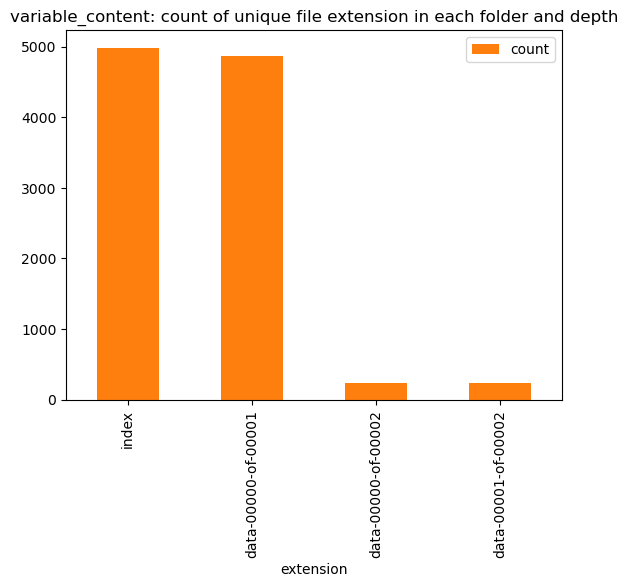 variable_content: count of unique file extension in each folder and depth
count
5000
4000
3000
2000
1000
0
index
data-00000-of-00001
data-00000-of-00002
data-00001-of-00002
extension